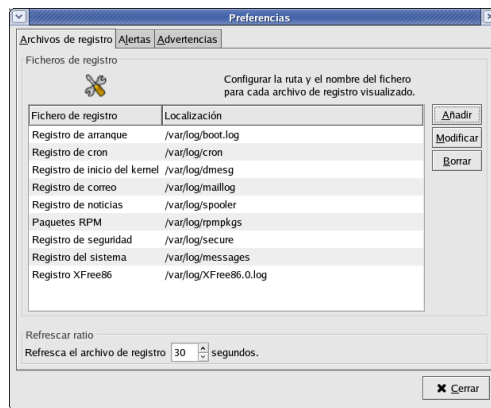 Preferencias
Archivos de registro Alertas Advertencias
Ficheros de registro
Configurar la ruta y el nombre del fichero
para cada archivo de registro visualizado.
Fichero de registro Localización
Registro de arranque /var/log/boot.log
Registro de cron /var/log/cron
Registro de inicio del kernel /var/log/dmesg
Registro de correo /var/log/maillog
Registro de noticias /var/log/spooler
Paquetes RPM /var/log/rpmpkgs
Registro de seguridad /var/log/secure
Registro del sistema /var/log/messages
Registro XFree86 /var/log/XFree86.0.log
Añadir
Modificar
Borrar
Refrescar ratio
Refresca el archivo de registro 30 segundos.
Cerrar